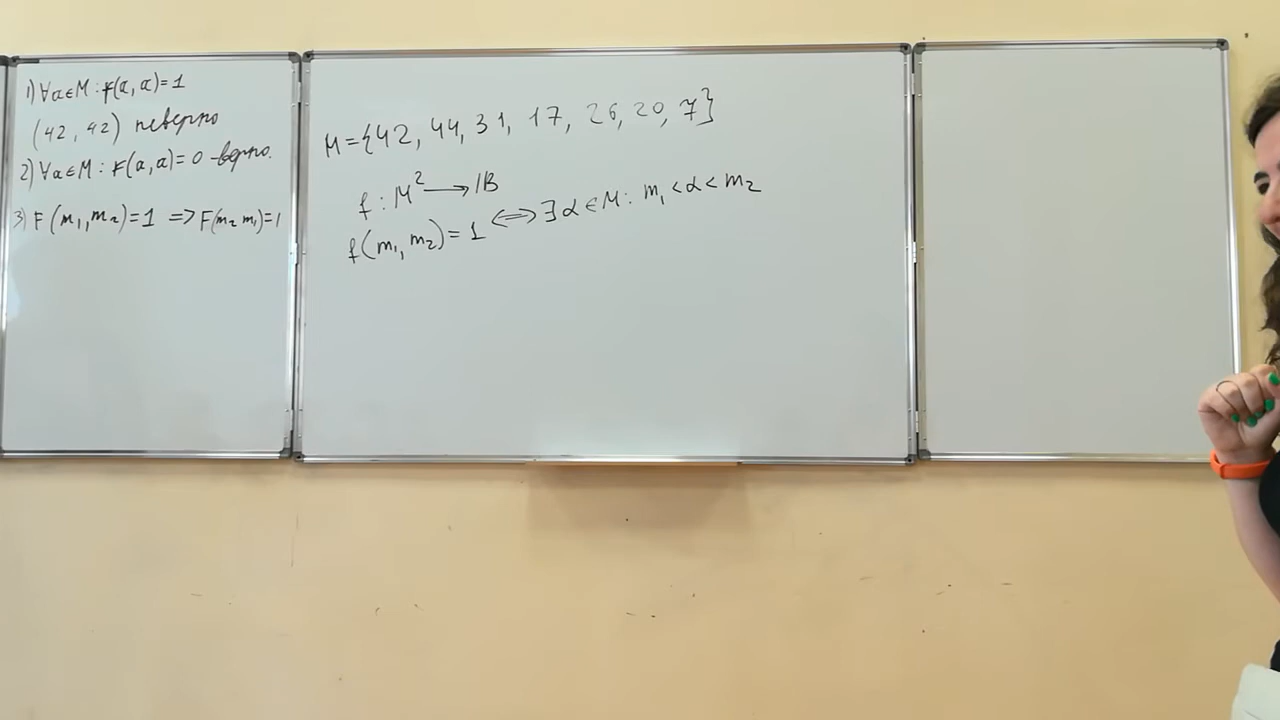 1) ∀a∈M : f(a, a)=1
(42, 42) неверно
2) ∀a∈M : F(a, a)=0 -верно.
3) F(m₁, m₂)=1 => F(m₂ m₁)=1
M={42, 44, 31, 17, 26, 20, 7}
f : M² → 𝔹
f(m₁, m₂)=1 <=> ∃ α∈M: m₁<α<m₂